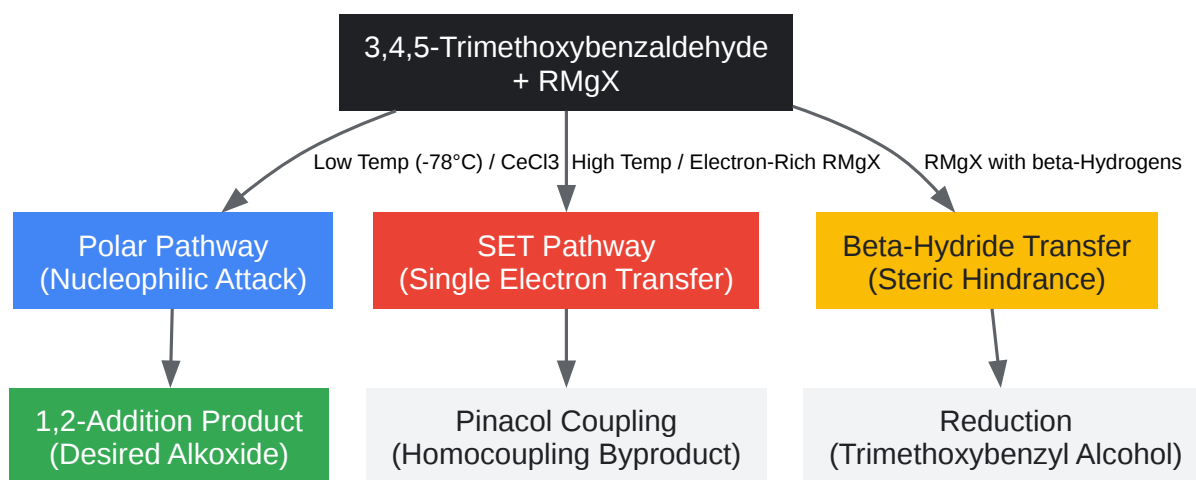 3,4,5-Trimethoxybenzaldehyde
+ RMgX
Low Temp (-78°C) / CeCl3
High Temp / Electron-Rich RMgX
RMgX with beta-Hydrogens
Polar Pathway
(Nucleophilic Attack)
SET Pathway
(Single Electron Transfer)
Beta-Hydride Transfer
(Steric Hindrance)
1,2-Addition Product
(Desired Alkoxide)
Pinacol Coupling
(Homocoupling Byproduct)
Reduction
(Trimethoxybenzyl Alcohol)